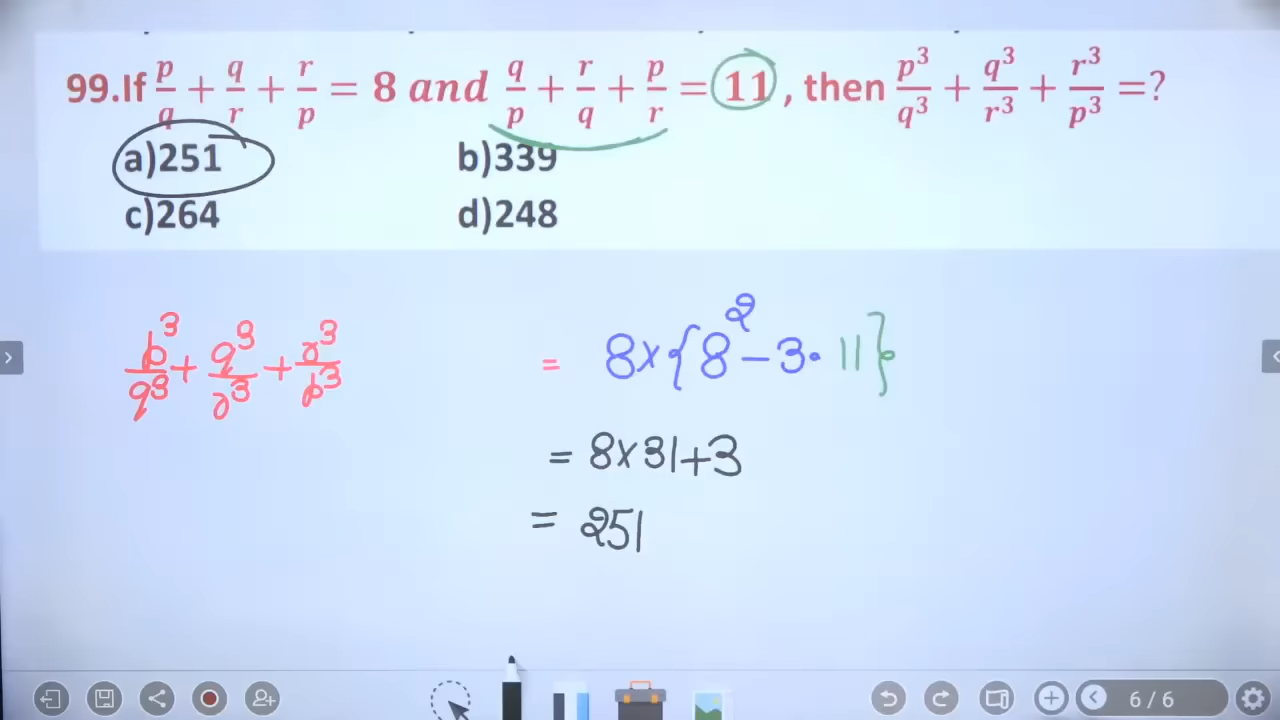 99.If p/q + q/r + r/p = 8 and q/p + r/q + p/r = 11, then p³/q³ + q³/r³ + r³/p³ =?
a)251 b)339
c)264 d)248
p³/q³ + q³/r³ + r³/p³ = 8×{8² - 3·11}
= 8×31+3
= 251
6 / 6